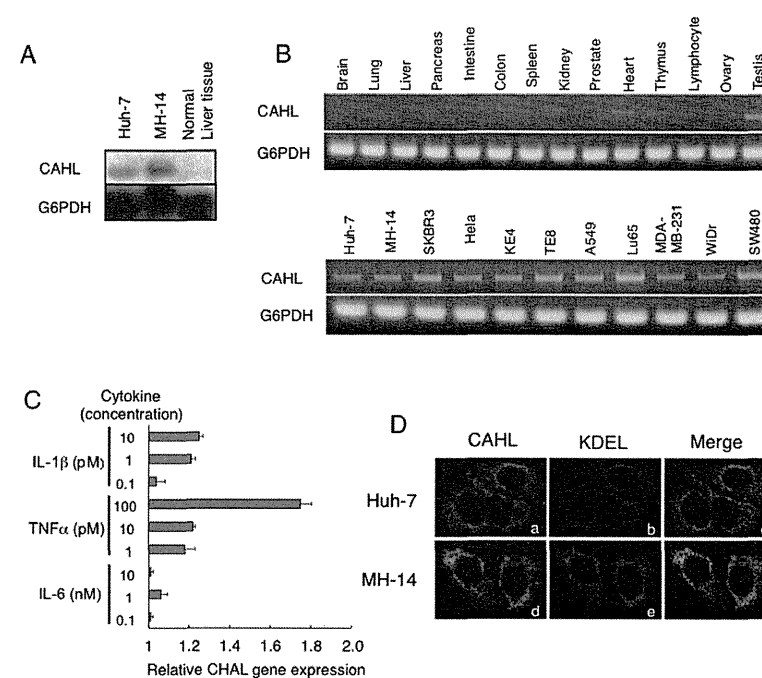 A
Huh-7
MH-14
Normal
Liver tissue
CAHL
G6PDH
B
Brain
Lung
Liver
Pancreas
Intestine
Colon
Spleen
Kidney
Prostate
Heart
Thymus
Lymphocyte
Ovary
Testis
CAHL
G6PDH
Huh-7
MH-14
SKBR3
Hela
KE4
TE8
A549
Lu65
MDA-
MB-231
WiDr
SW480
CAHL
G6PDH
C
Cytokine
(concentration)
IL-1β (pM)
10
1
0.1
TNFα (pM)
100
10
1
IL-6 (nM)
10
1
0.1
1 1.2 1.4 1.6 1.8 2.0
Relative CHAL gene expression
D
CAHL KDEL Merge
Huh-7
a b
MH-14
d e